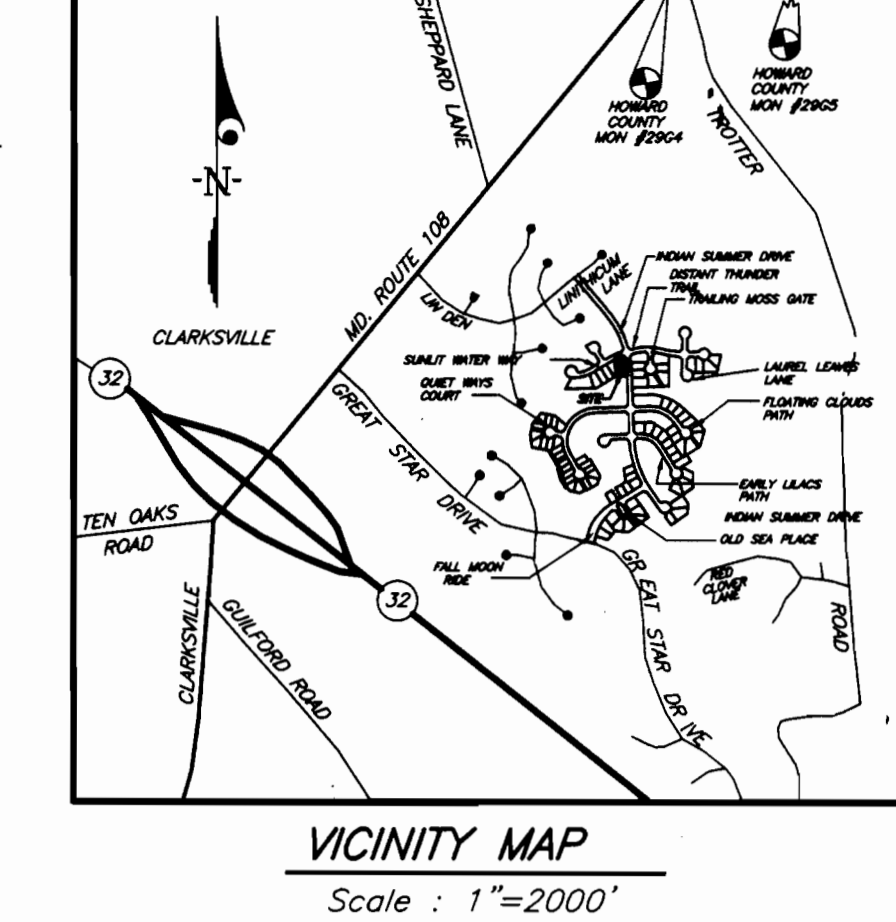 SHEPPARD LANE
HOWARD
COUNTY
MON #29G4
HOWARD
COUNTY
MON #29G5
TROTTER
-N-
MD. ROUTE 108
CLARKSVILLE
32
LINDEN
LINTHICUM
LANE
INDIAN SUMMER DRIVE
DISTANT THUNDER
TRAIL
TRAILING MOSS GATE
SUNLIT WATER WAY
QUIET WAYS
COURT
SITE
LAUREL LEAVES
LANE
FLOATING CLOUDS
PATH
GREAT STAR DRIVE
EARLY LILACS
PATH
INDIAN SUMMER DRIVE
OLD SEA PLACE
TEN OAKS
ROAD
FALL MOON
RIDE
RED
CLOVER
LANE
32
CLARKSVILLE
GUILFORD ROAD
GREAT STAR DRIVE
ROAD
VICINITY MAP
Scale : 1"=2000'